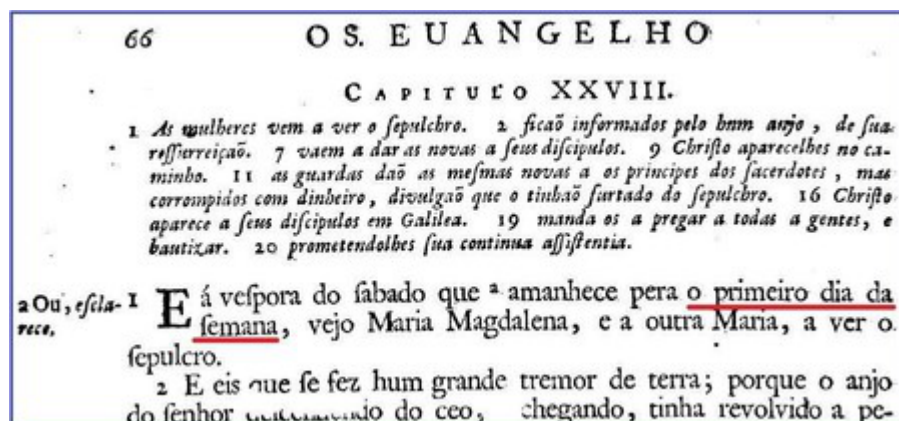 66 OS. EUANGELHO
CAPITULO XXVIII.
1 As mulheres vem a ver o ſepulchro. 2 ficaõ informados pelo hnm anjo, de ſua
reſſurreiçaõ. 7 vaem a dar as novas a ſeus diſcipulos. 9 Chriſto aparecelhes no ca-
minho. 11 as guardas daõ as meſmas novas a os principes dos ſacerdotes, mas
corrompidos com dinheiro, divulgaõ que o tinhaõ furtado do ſepulchro. 16 Chriſto
aparece a ſeus diſcipulos em Galilea. 19 manda os a pregar a todas a gentes, e
bautizar. 20 prometendolhes ſua continua aſſiſtentia.
a Ou, eſcla-
rece,
1 E á veſpora do ſabado que a amanhece pera o primeiro dia da
ſemana, vejo Maria Magdalena, e a outra Maria, a ver o
ſepulcro.
2 E eis que ſe fez hum grande tremor de terra; porque o anjo
do ſenhor do ceo, chegando, tinha revolvido a pe-